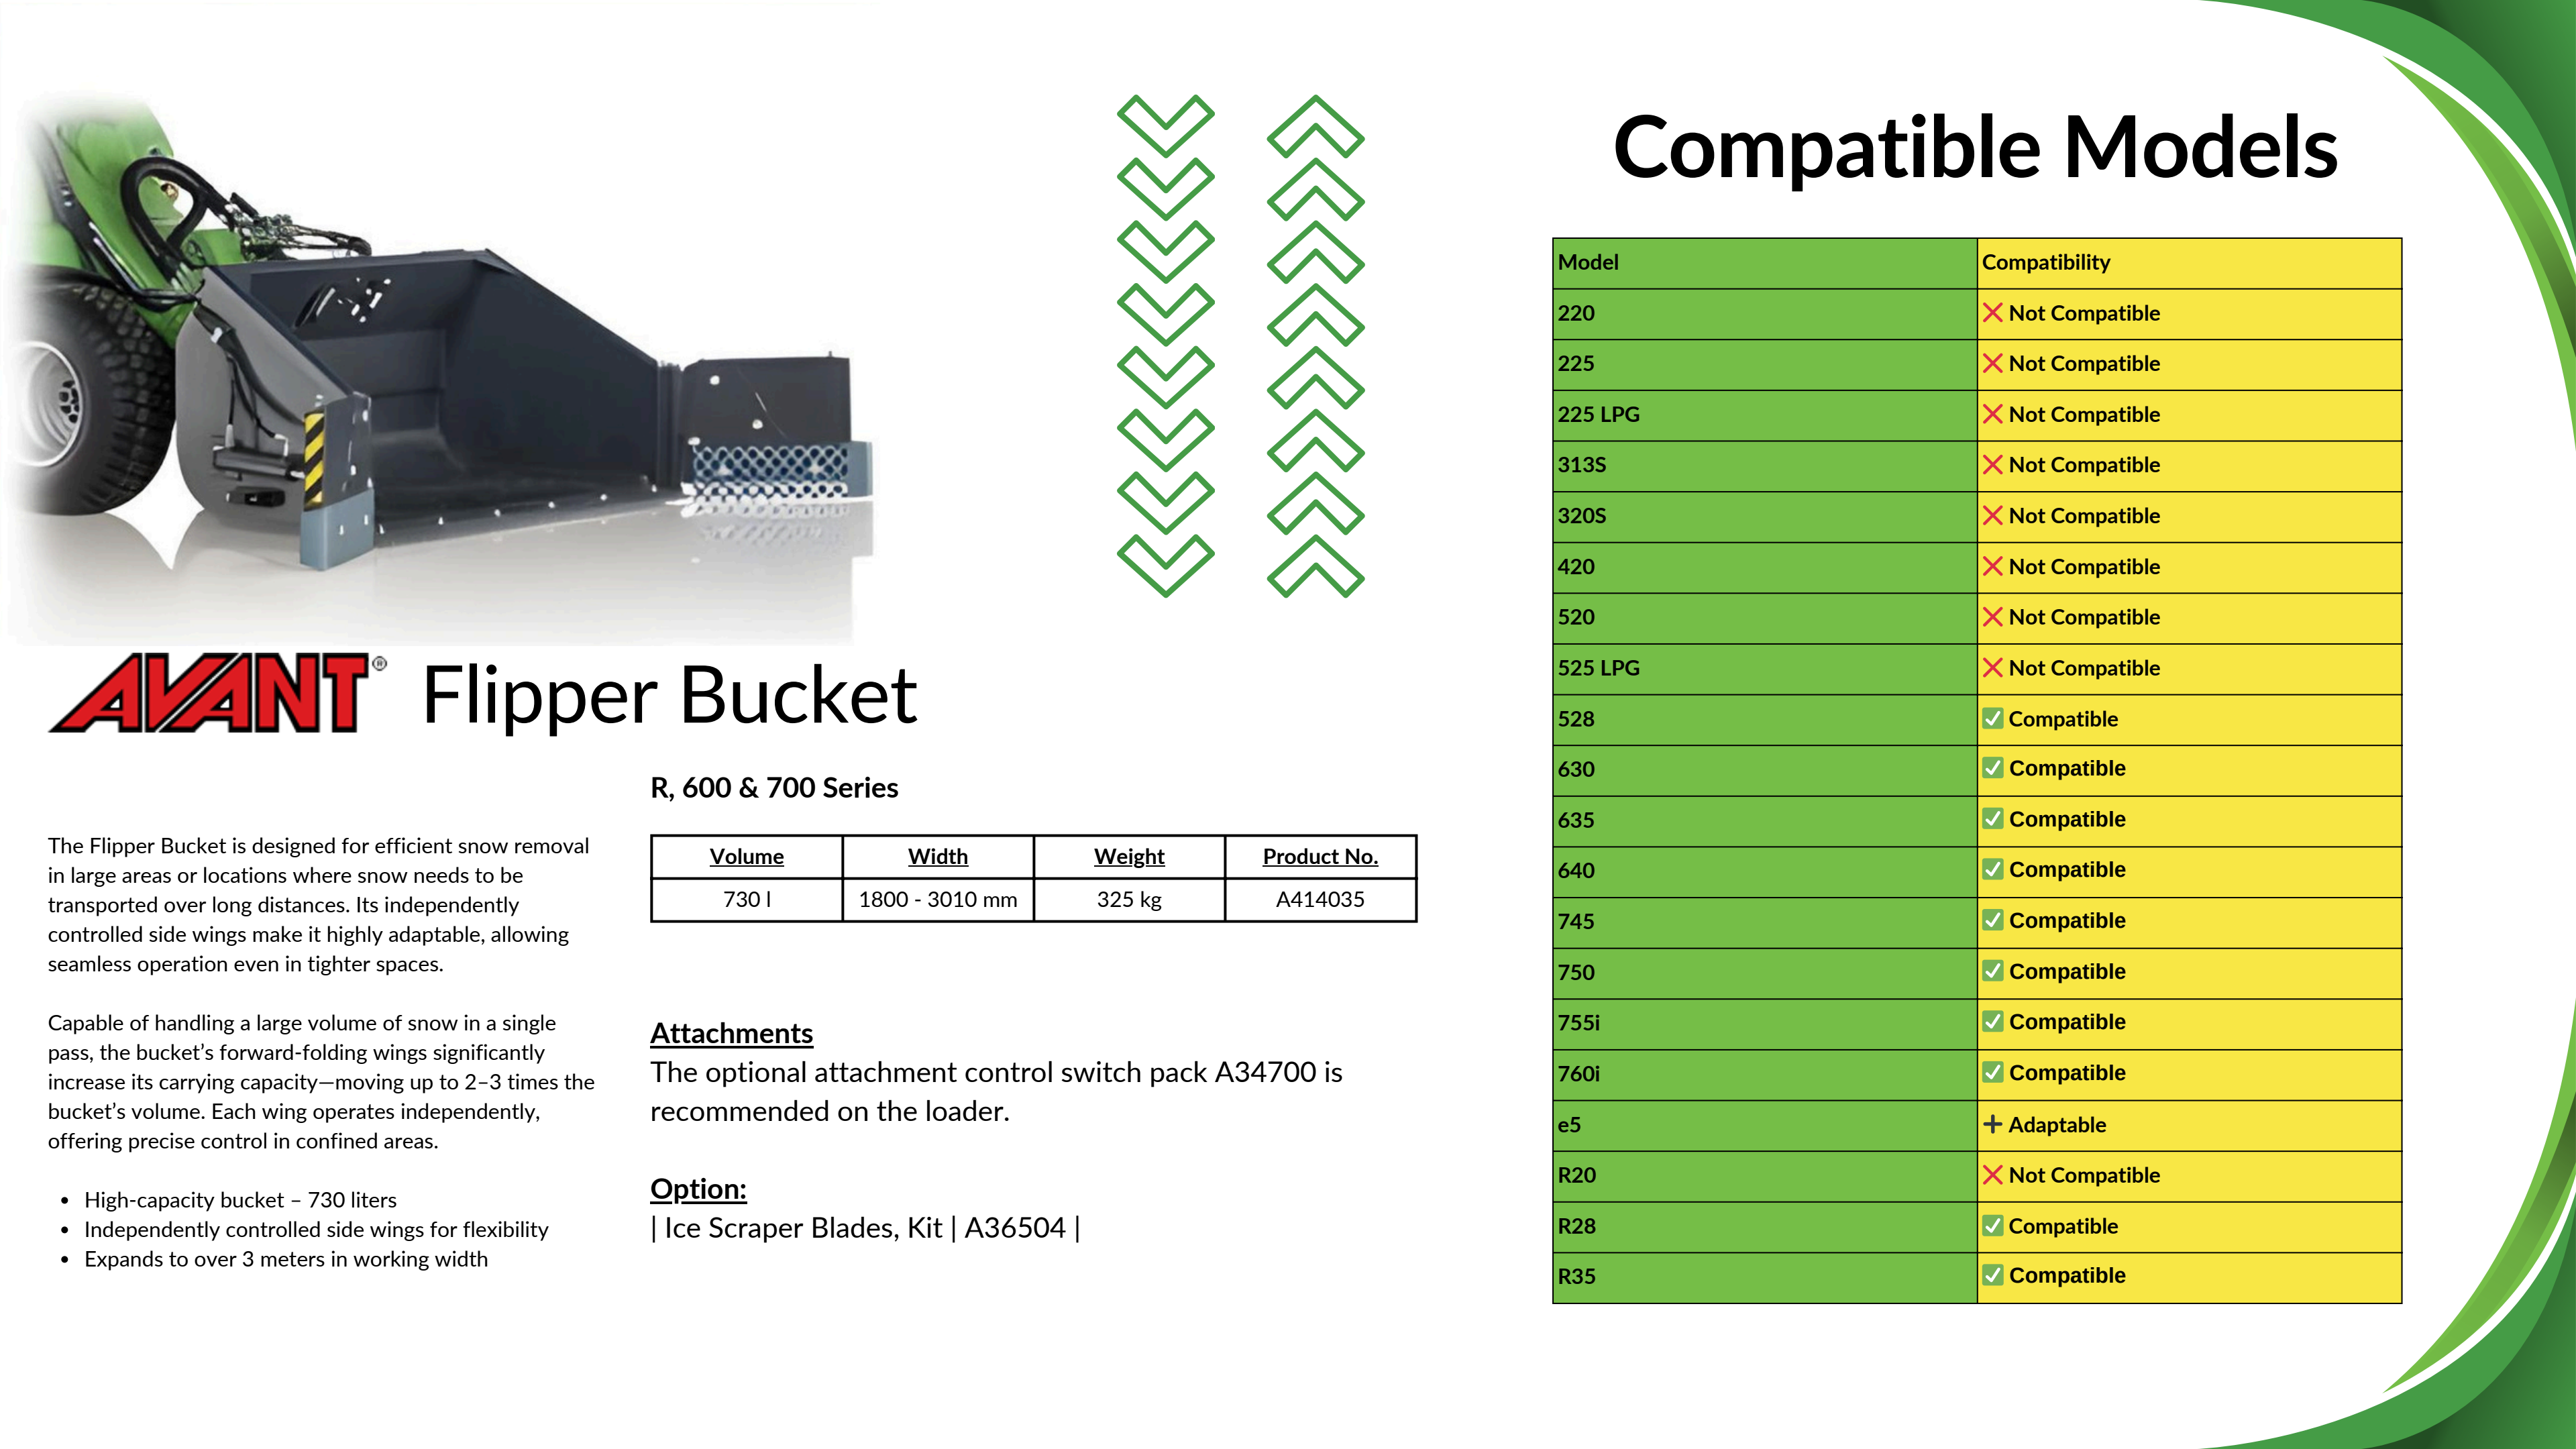 AVANT®
Flipper Bucket
The Flipper Bucket is designed for efficient snow removal
in large areas or locations where snow needs to be
transported over long distances. Its independently
controlled side wings make it highly adaptable, allowing
seamless operation even in tighter spaces.
Capable of handling a large volume of snow in a single
pass, the bucket’s forward-folding wings significantly
increase its carrying capacity—moving up to 2–3 times the
bucket’s volume. Each wing operates independently,
offering precise control in confined areas.
• High-capacity bucket – 730 liters
• Independently controlled side wings for flexibility
• Expands to over 3 meters in working width
R, 600 & 700 Series
Volume Width Weight Product No.
730 l 1800 - 3010 mm 325 kg A414035
Attachments
The optional attachment control switch pack A34700 is
recommended on the loader.
Option:
| Ice Scraper Blades, Kit | A36504 |
Compatible Models
Model Compatibility
220 ❌ Not Compatible
225 ❌ Not Compatible
225 LPG ❌ Not Compatible
313S ❌ Not Compatible
320S ❌ Not Compatible
420 ❌ Not Compatible
520 ❌ Not Compatible
525 LPG ❌ Not Compatible
528 ✅ Compatible
630 ✅ Compatible
635 ✅ Compatible
640 ✅ Compatible
745 ✅ Compatible
750 ✅ Compatible
755i ✅ Compatible
760i ✅ Compatible
e5 ➕ Adaptable
R20 ❌ Not Compatible
R28 ✅ Compatible
R35 ✅ Compatible